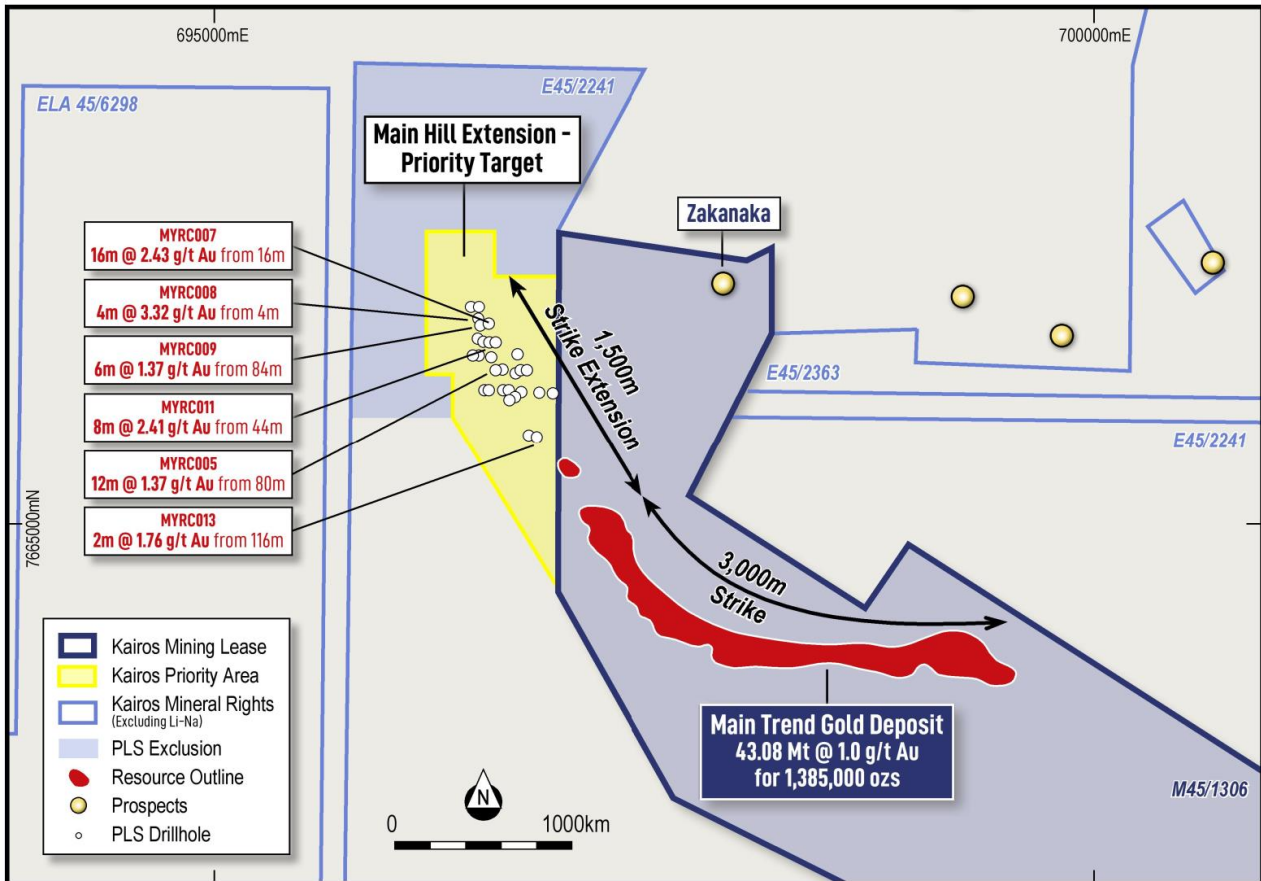 695000mE
700000mE
ELA 45/6298
E45/2241
Main Hill Extension -
Priority Target
Zakanaka
MYRC007
16m @ 2.43 g/t Au from 16m
MYRC008
4m @ 3.32 g/t Au from 4m
MYRC009
6m @ 1.37 g/t Au from 84m
MYRC011
8m @ 2.41 g/t Au from 44m
MYRC005
12m @ 1.37 g/t Au from 80m
MYRC013
2m @ 1.76 g/t Au from 116m
1,500m
Strike Extension
E45/2363
E45/2241
7665000mN
3,000m
Strike
Main Trend Gold Deposit
43.08 Mt @ 1.0 g/t Au
for 1,385,000 ozs
M45/1306
Kairos Mining Lease
Kairos Priority Area
Kairos Mineral Rights
(Excluding Li-Na)
PLS Exclusion
Resource Outline
Prospects
PLS Drillhole
N
0 1000km